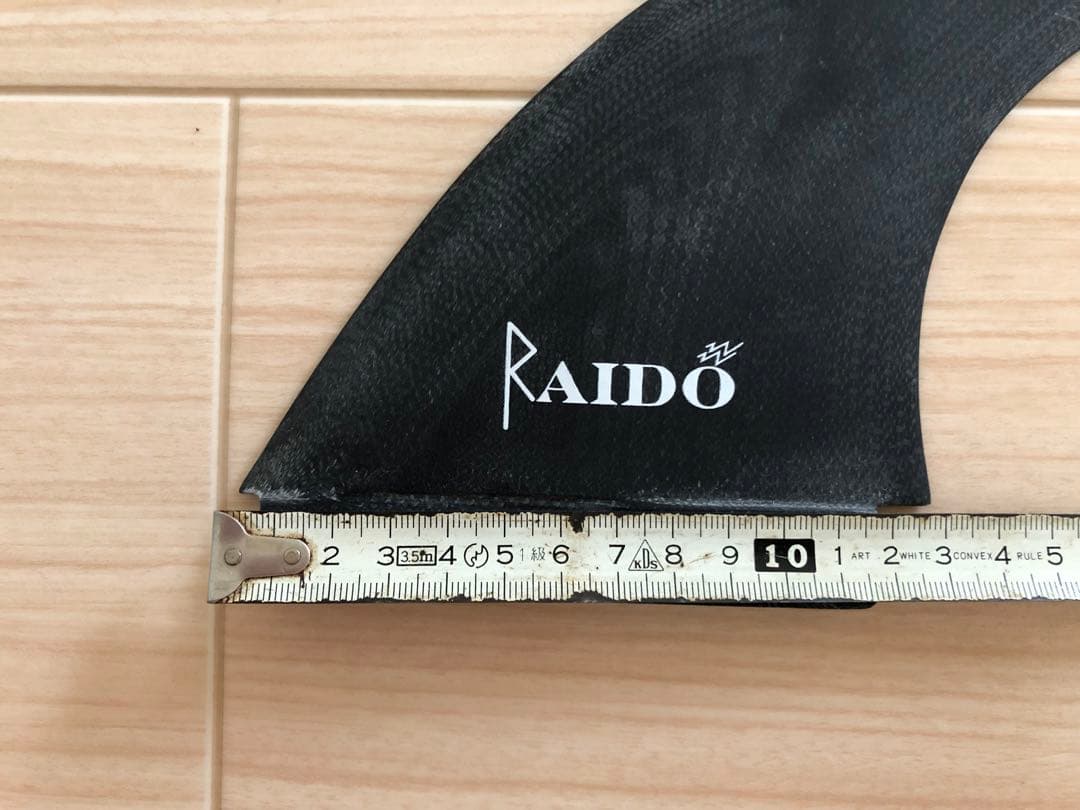 RAIDO
2 3 3.5m 4 5 1級 6 7 KDS 8 9 10 1 ART 2 WHITE 3 CONVEX 4 RULE 5